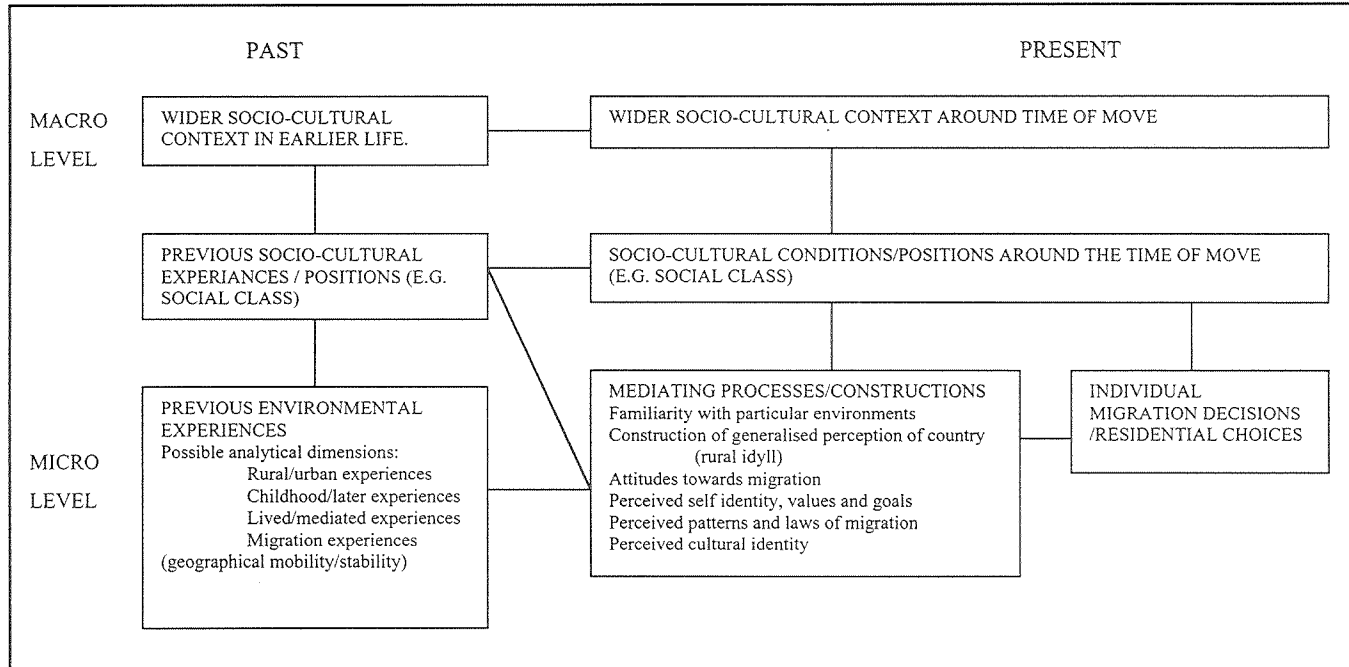 PAST
PRESENT
MACRO
LEVEL
WIDER SOCIO-CULTURAL
CONTEXT IN EARLIER LIFE.
WIDER SOCIO-CULTURAL CONTEXT AROUND TIME OF MOVE
PREVIOUS SOCIO-CULTURAL
EXPERIANCES / POSITIONS (E.G.
SOCIAL CLASS)
SOCIO-CULTURAL CONDITIONS/POSITIONS AROUND THE TIME OF MOVE
(E.G. SOCIAL CLASS)
MICRO
LEVEL
PREVIOUS ENVIRONMENTAL
EXPERIENCES
Possible analytical dimensions:
Rural/urban experiences
Childhood/later experiences
Lived/mediated experiences
Migration experiences
(geographical mobility/stability)
MEDIATING PROCESSES/CONSTRUCTIONS
Familiarity with particular environments
Construction of generalised perception of country
(rural idyll)
Attitudes towards migration
Perceived self identity, values and goals
Perceived patterns and laws of migration
Perceived cultural identity
INDIVIDUAL
MIGRATION DECISIONS
/RESIDENTIAL CHOICES